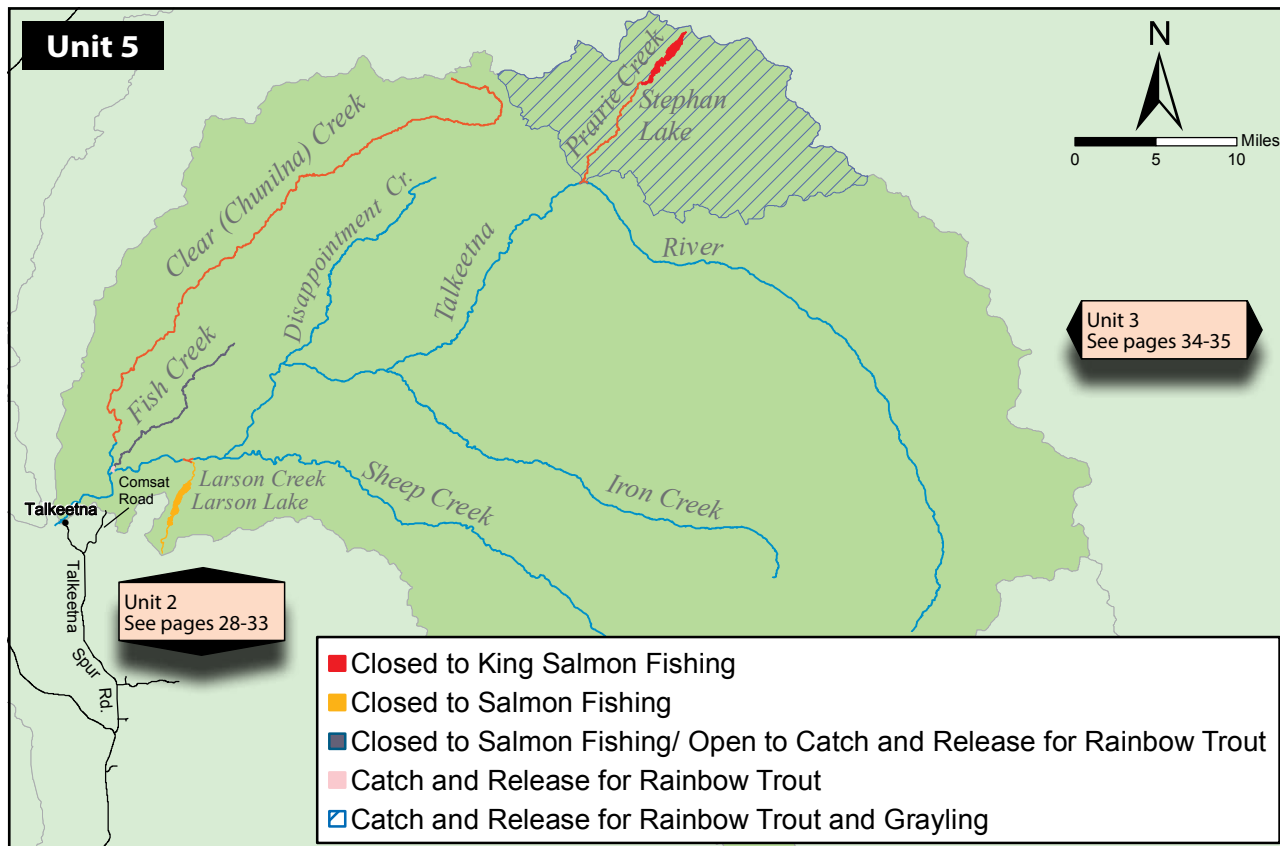 Unit 5
N
Miles
0 5 10
Prairie Creek
Stephan
Lake
Clear (Chunilna) Creek
Disappointment Cr.
Talkeetna
River
Unit 3
See pages 34-35
Fish Creek
Larson Creek
Larson Lake
Sheep Creek
Iron Creek
Comsat
Road
Talkeetna
Talkeetna
Spur
Rd.
Unit 2
See pages 28-33
Closed to King Salmon Fishing
Closed to Salmon Fishing
Closed to Salmon Fishing/ Open to Catch and Release for Rainbow Trout
Catch and Release for Rainbow Trout
Catch and Release for Rainbow Trout and Grayling